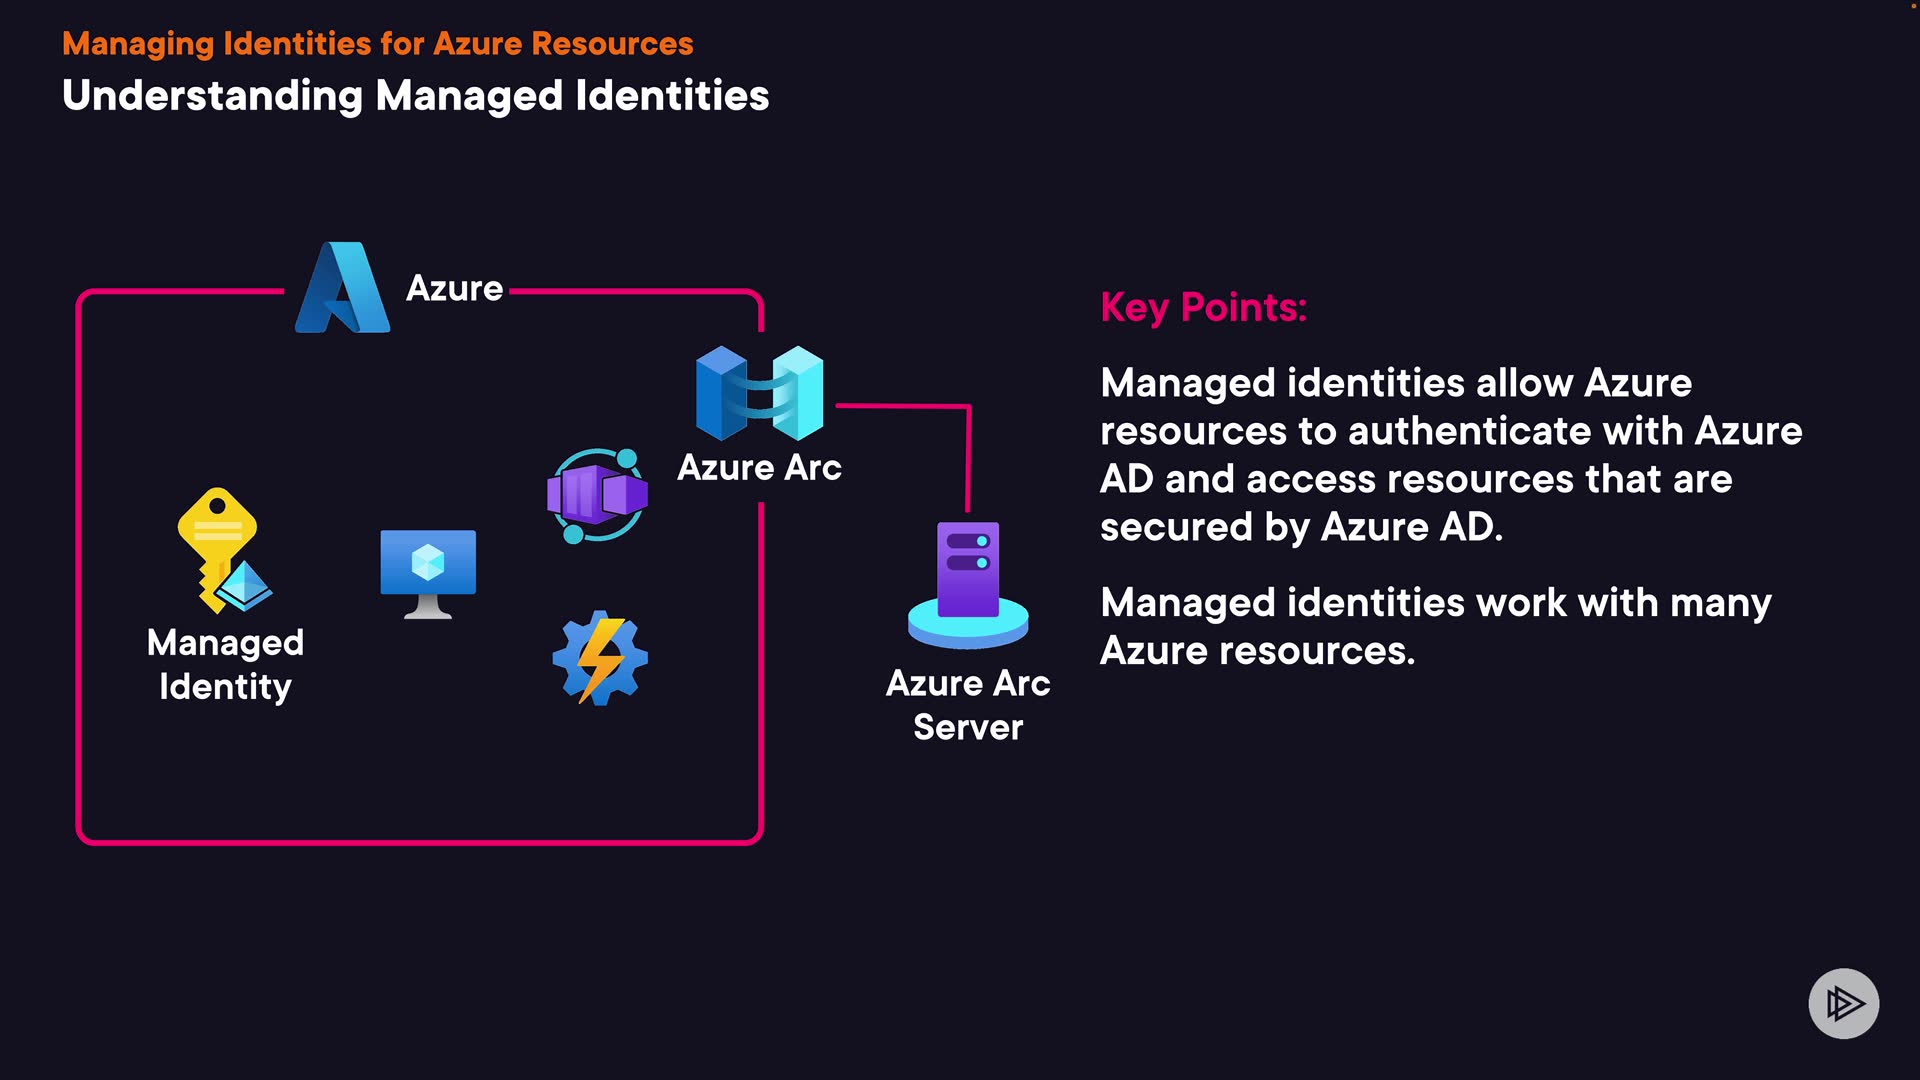 Managing Identities for Azure Resources
Understanding Managed Identities
Azure
Azure Arc
Managed
Identity
Azure Arc
Server
Key Points:
Managed identities allow Azure
resources to authenticate with Azure
AD and access resources that are
secured by Azure AD.
Managed identities work with many
Azure resources.